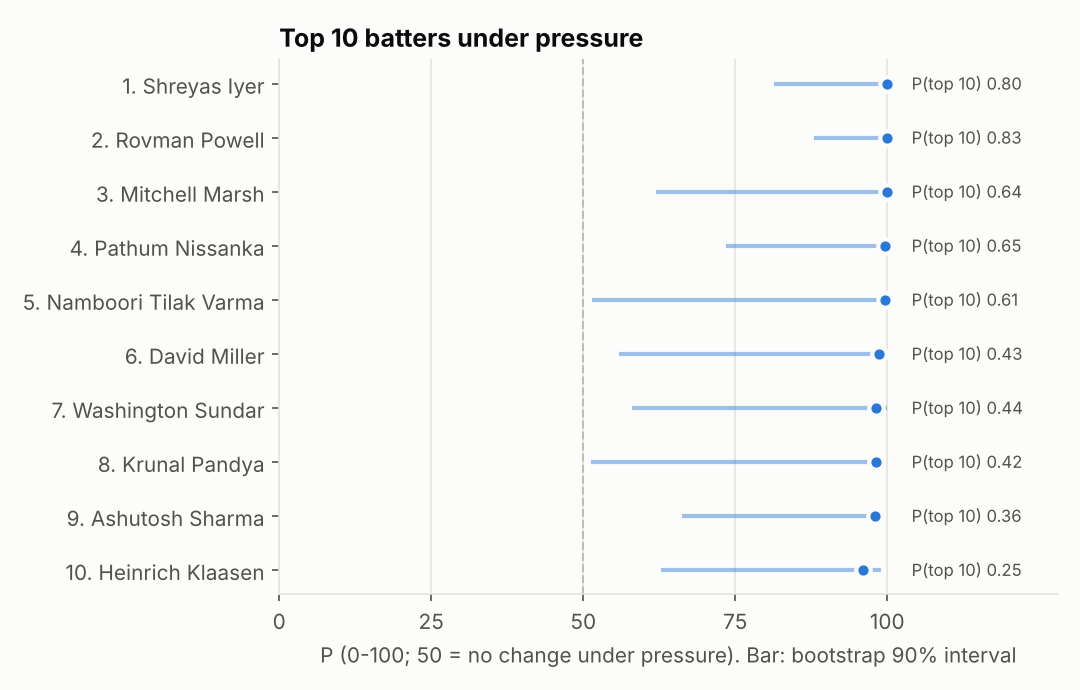 Top 10 batters under pressure
1. Shreyas Iyer P(top 10) 0.80
2. Rovman Powell P(top 10) 0.83
3. Mitchell Marsh P(top 10) 0.64
4. Pathum Nissanka P(top 10) 0.65
5. Namboori Tilak Varma P(top 10) 0.61
6. David Miller P(top 10) 0.43
7. Washington Sundar P(top 10) 0.44
8. Krunal Pandya P(top 10) 0.42
9. Ashutosh Sharma P(top 10) 0.36
10. Heinrich Klaasen P(top 10) 0.25
0 25 50 75 100
P (0-100; 50 = no change under pressure). Bar: bootstrap 90% interval